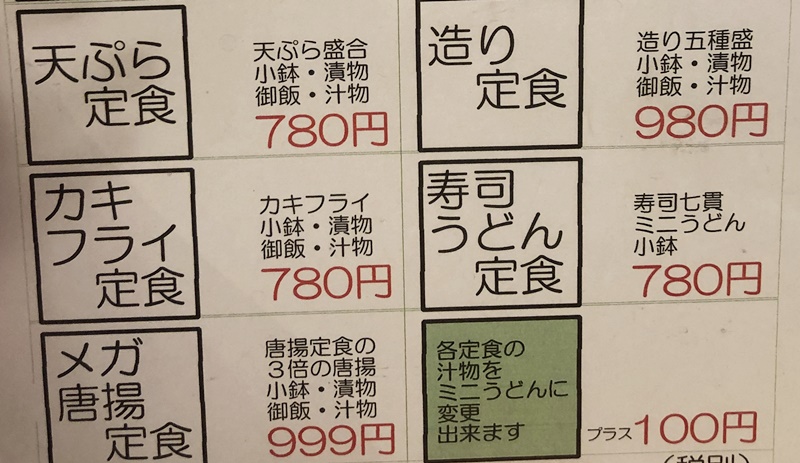 天ぷら
定食
天ぷら盛合
小鉢・漬物
御飯・汁物
780円
造り
定食
造り五種盛
小鉢・漬物
御飯・汁物
980円
カキ
フライ
定食
カキフライ
小鉢・漬物
御飯・汁物
780円
寿司
うどん
定食
寿司七貫
ミニうどん
小鉢
780円
メガ
唐揚
定食
唐揚定食の
3倍の唐揚
小鉢・漬物
御飯・汁物
999円
各定食の
汁物を
ミニうどんに
変更
出来ます
プラス100円
(税別)